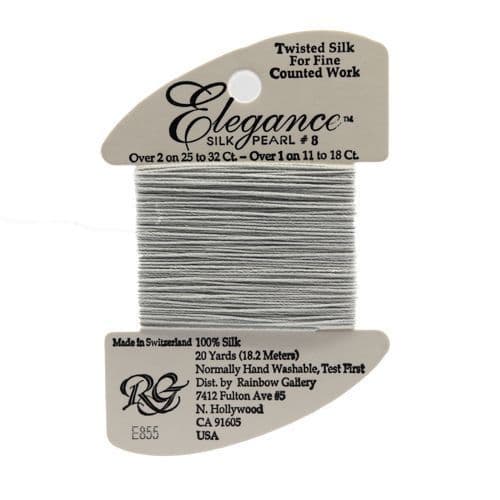 Twisted Silk
For Fine
Counted Work
Elegance™
SILK PEARL #8
Over 2 on 25 to 32 Ct. – Over 1 on 11 to 18 Ct.
Made in Switzerland
100% Silk
20 Yards (18.2 Meters)
Normally Hand Washable, Test First
Dist. by Rainbow Gallery
7412 Fulton Ave #5
N. Hollywood
CA 91605
USA
RG
E855